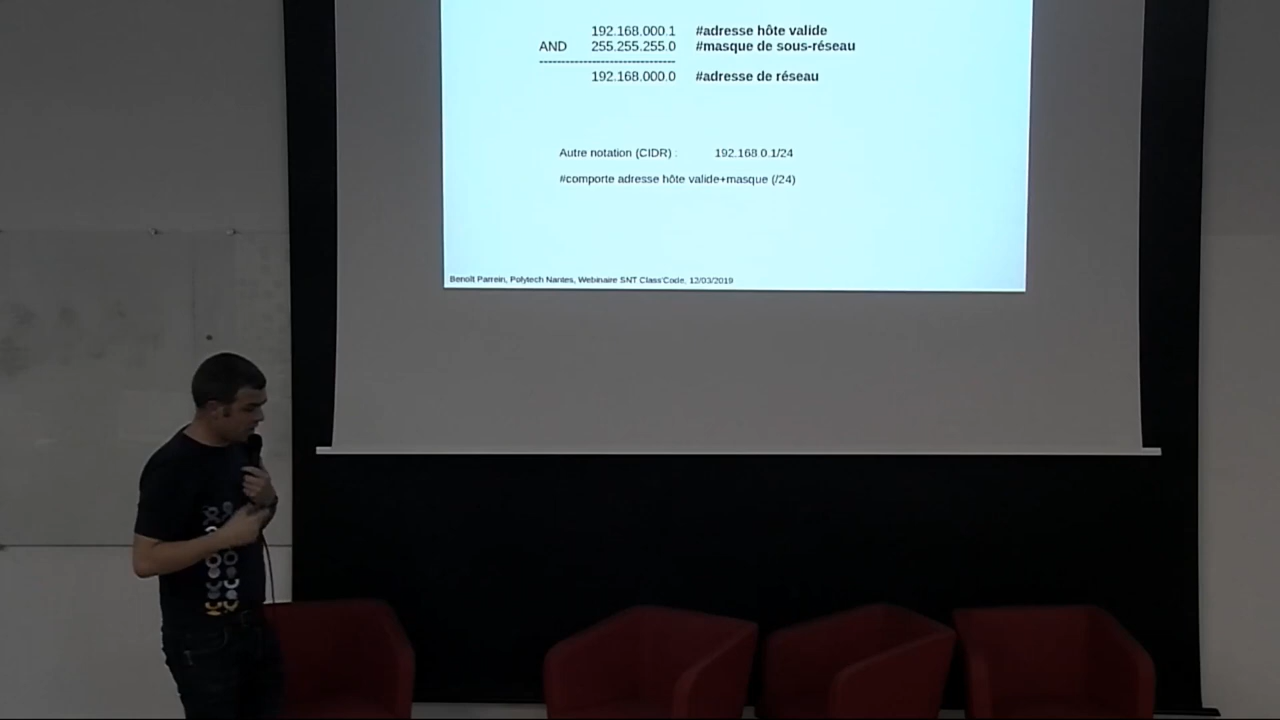 192.168.000.1 #adresse hôte valide
AND 255.255.255.0 #masque de sous-réseau
------------------------------
192.168.000.0 #adresse de réseau
Autre notation (CIDR) : 192.168.0.1/24
#comporte adresse hôte valide+masque (/24)
Benoît Parrein, Polytech Nantes, Webinaire SNT Class'Code, 12/03/2019